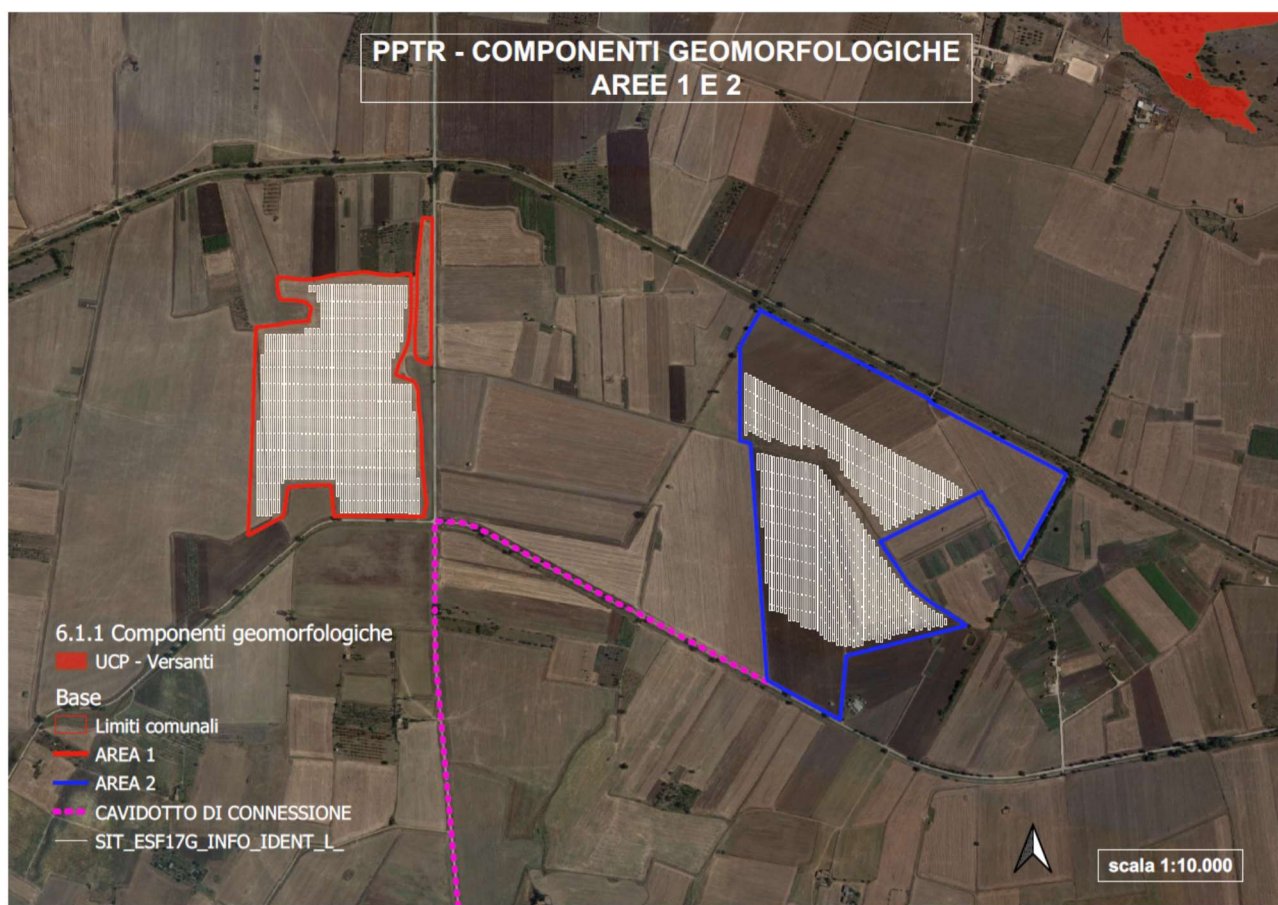 PPTR - COMPONENTI GEOMORFOLOGICHE
AREE 1 E 2
6.1.1 Componenti geomorfologiche
UCP - Versanti
Base
Limiti comunali
AREA 1
AREA 2
CAVIDOTTO DI CONNESSIONE
SIT_ESF17G_INFO_IDENT_L_
scala 1:10.000